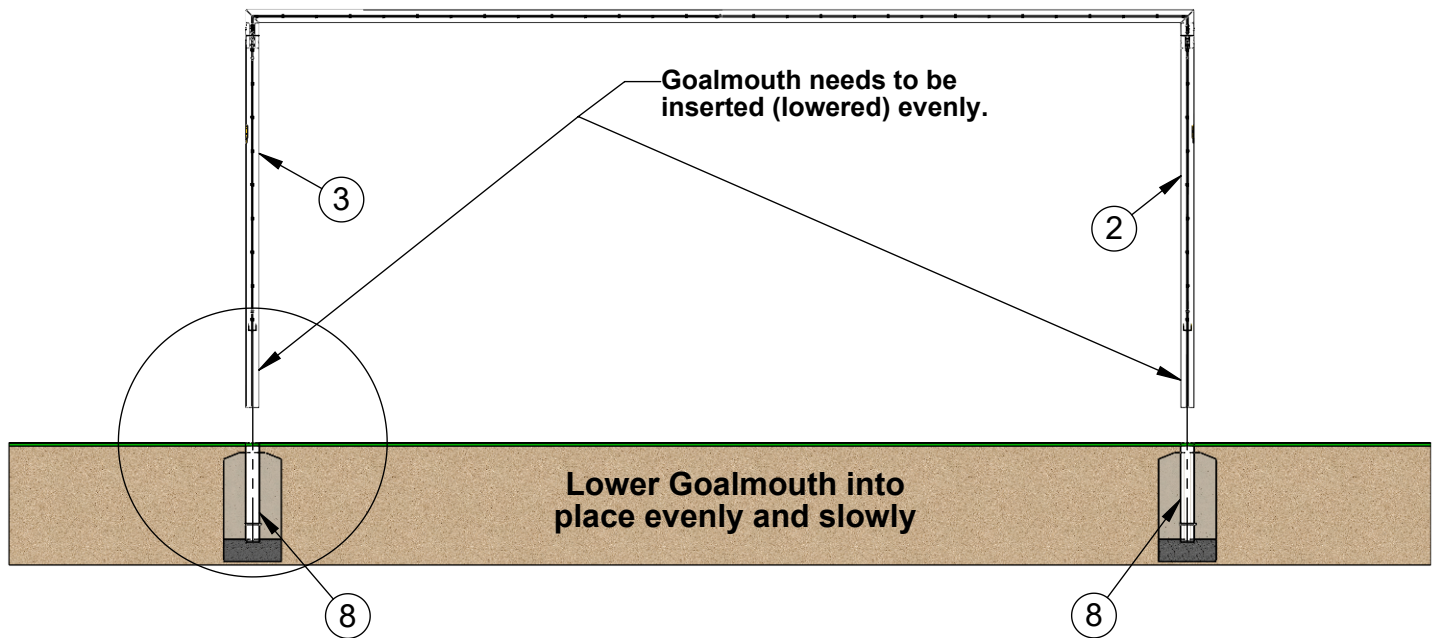 Goalmouth needs to be
inserted (lowered) evenly.
3
2
Lower Goalmouth into
place evenly and slowly
8
8